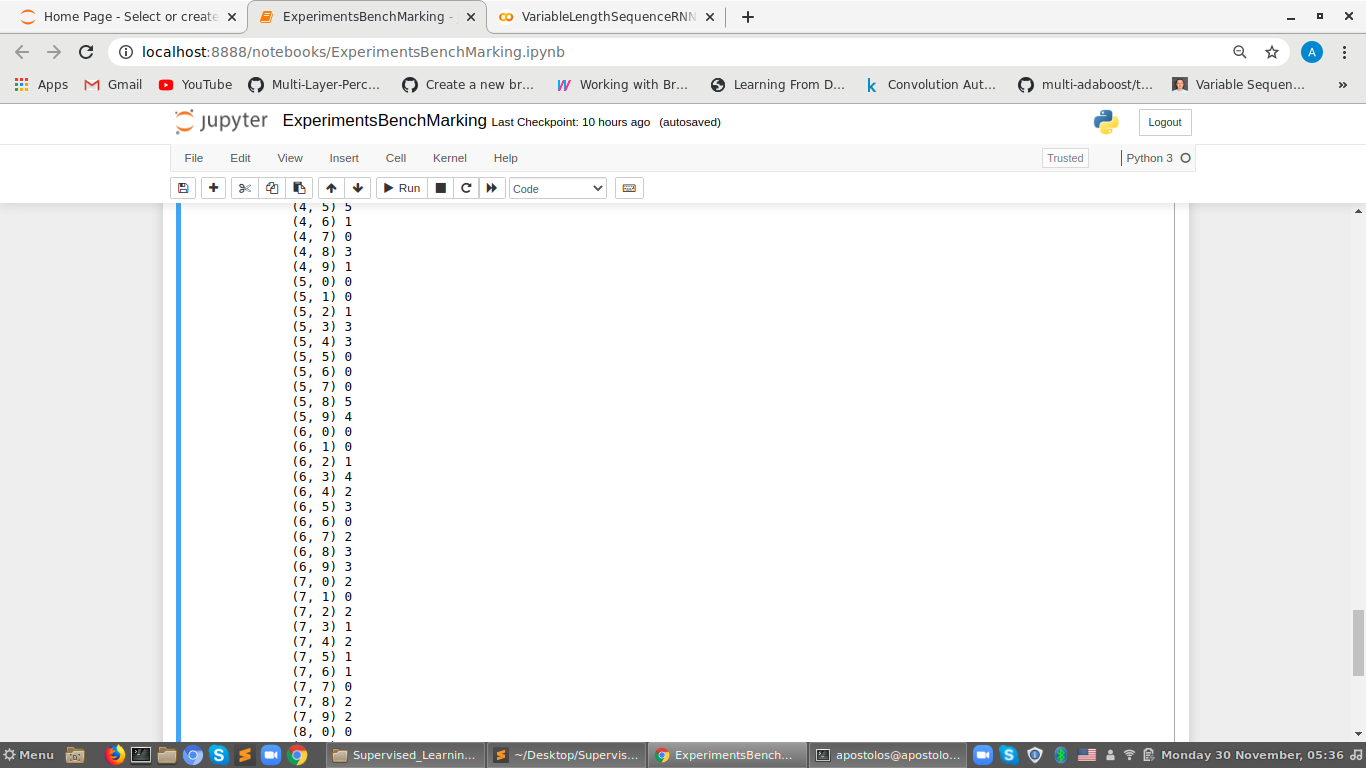 Home Page - Select or create
ExperimentsBenchMarking -
VariableLengthSequenceRNN
localhost:8888/notebooks/ExperimentsBenchMarking.ipynb
A
Apps
Gmail
YouTube
Multi-Layer-Perc…
Create a new br…
Working with Br…
Learning From D…
Convolution Aut…
multi-adaboost/t…
Variable Sequen…
»
jupyter
ExperimentsBenchMarking Last Checkpoint: 10 hours ago (autosaved)
Logout
File Edit View Insert Cell Kernel Help
Trusted
Python 3
Run
Code
(4, 5) 5
(4, 6) 1
(4, 7) 0
(4, 8) 3
(4, 9) 1
(5, 0) 0
(5, 1) 0
(5, 2) 1
(5, 3) 3
(5, 4) 3
(5, 5) 0
(5, 6) 0
(5, 7) 0
(5, 8) 5
(5, 9) 4
(6, 0) 0
(6, 1) 0
(6, 2) 1
(6, 3) 4
(6, 4) 2
(6, 5) 3
(6, 6) 0
(6, 7) 2
(6, 8) 3
(6, 9) 3
(7, 0) 2
(7, 1) 0
(7, 2) 2
(7, 3) 1
(7, 4) 2
(7, 5) 1
(7, 6) 1
(7, 7) 0
(7, 8) 2
(7, 9) 2
(8, 0) 0
Menu
Supervised_Learnin…
~/Desktop/Supervis…
ExperimentsBench…
apostolos@apostolo…
Monday 30 November, 05:36